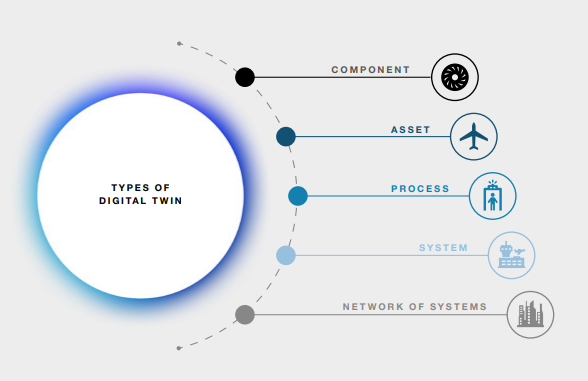 TYPES OF
DIGITAL TWIN
COMPONENT
ASSET
PROCESS
SYSTEM
NETWORK OF SYSTEMS